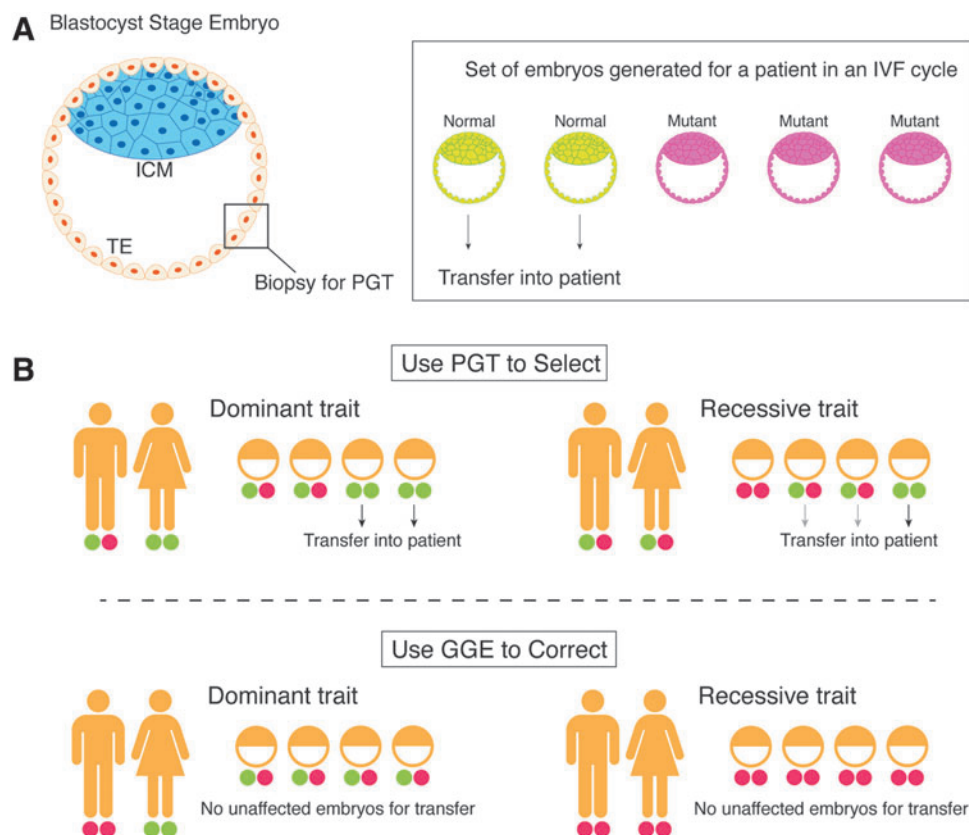 A
Blastocyst Stage Embryo
ICM
TE
Biopsy for PGT
Set of embryos generated for a patient in an IVF cycle
Normal
Normal
Mutant
Mutant
Mutant
Transfer into patient
B
Use PGT to Select
Dominant trait
Transfer into patient
Recessive trait
Transfer into patient
Use GGE to Correct
Dominant trait
No unaffected embryos for transfer
Recessive trait
No unaffected embryos for transfer